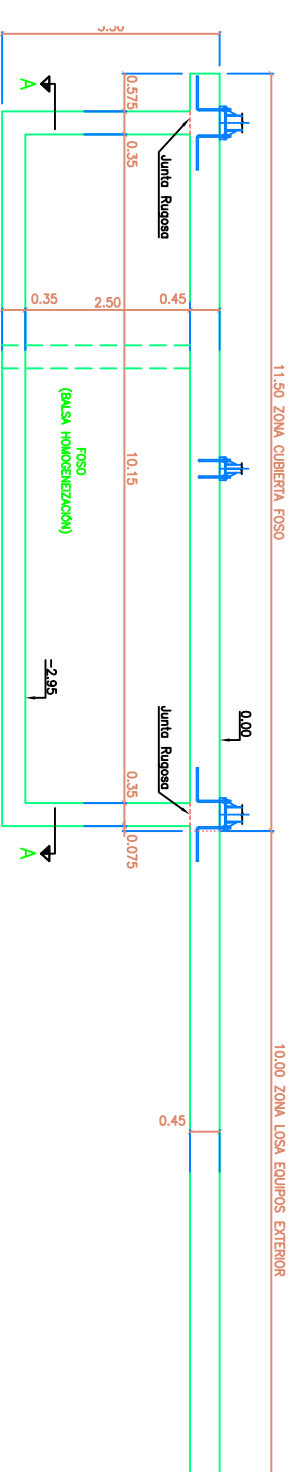 11.50 ZONA CUBIERTA FOSO
10.00 ZONA LOSA EQUIPOS EXTERIOR
0.00
Junta Rugosa
Junta Rugosa
0.45
0.45
0.575
0.35
10.15
0.35
0.075
2.50
FOSO
(BALSA HOMOGENEIZACIÓN)
-2.95
0.35
A
A